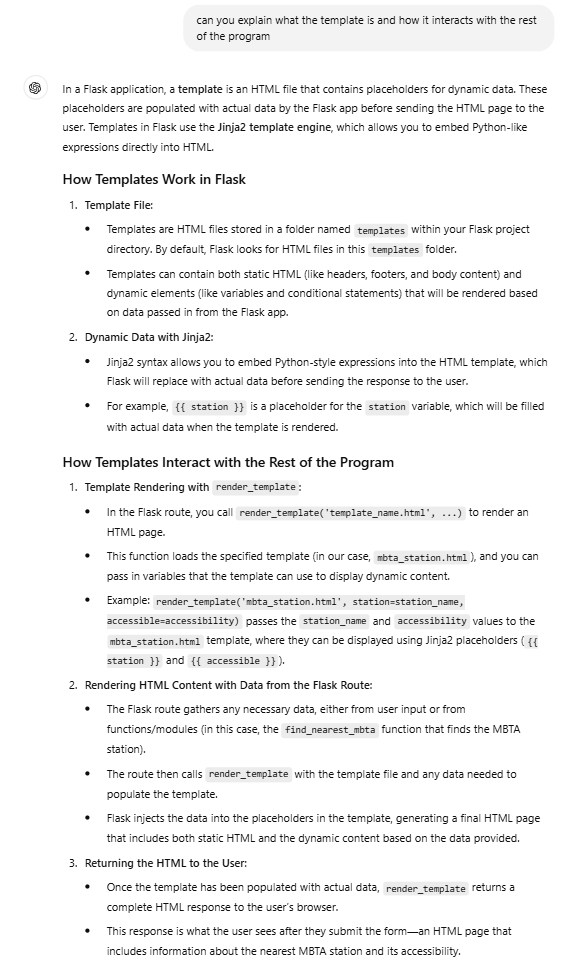 can you explain what the template is and how it interacts with the rest
of the program
In a Flask application, a template is an HTML file that contains placeholders for dynamic data. These
placeholders are populated with actual data by the Flask app before sending the HTML page to the
user. Templates in Flask use the Jinja2 template engine, which allows you to embed Python-like
expressions directly into HTML.
How Templates Work in Flask
1. Template File:
• Templates are HTML files stored in a folder named templates within your Flask project
directory. By default, Flask looks for HTML files in this templates folder.
• Templates can contain both static HTML (like headers, footers, and body content) and
dynamic elements (like variables and conditional statements) that will be rendered based
on data passed in from the Flask app.
2. Dynamic Data with Jinja2:
• Jinja2 syntax allows you to embed Python-style expressions into the HTML template, which
Flask will replace with actual data before sending the response to the user.
• For example, {{ station }} is a placeholder for the station variable, which will be filled
with actual data when the template is rendered.
How Templates Interact with the Rest of the Program
1. Template Rendering with render_template:
• In the Flask route, you call render_template('template_name.html', ...) to render an
HTML page.
• This function loads the specified template (in our case, mbta_station.html), and you can
pass in variables that the template can use to display dynamic content.
• Example: render_template('mbta_station.html', station=station_name,
accessible=accessibility) passes the station_name and accessibility values to the
mbta_station.html template, where they can be displayed using Jinja2 placeholders ({{
station }} and {{ accessible }}).
2. Rendering HTML Content with Data from the Flask Route:
• The Flask route gathers any necessary data, either from user input or from
functions/modules (in this case, the find_nearest_mbta function that finds the MBTA
station).
• The route then calls render_template with the template file and any data needed to
populate the template.
• Flask injects the data into the placeholders in the template, generating a final HTML page
that includes both static HTML and the dynamic content based on the data provided.
3. Returning the HTML to the User:
• Once the template has been populated with actual data, render_template returns a
complete HTML response to the user's browser.
• This response is what the user sees after they submit the form—an HTML page that
includes information about the nearest MBTA station and its accessibility.